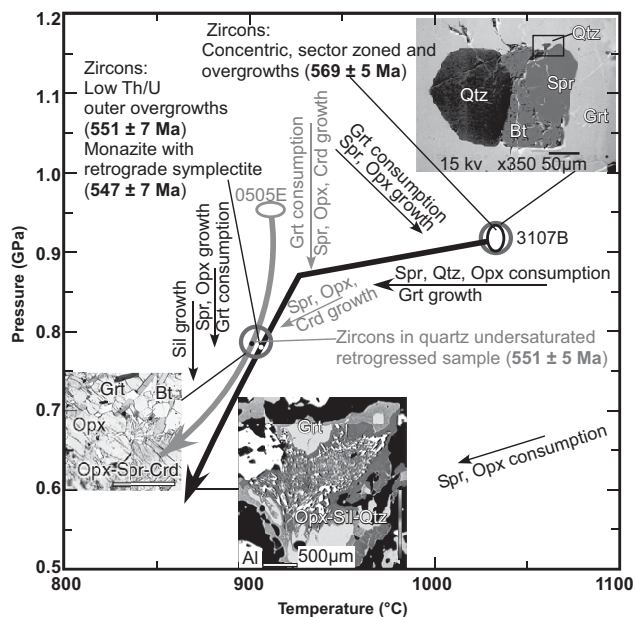 1.2
1.1
1.0
0.9
0.8
0.7
0.6
0.5
Pressure (GPa)
800
900
1000
1100
Temperature (°C)
Zircons:
Concentric, sector zoned and
overgrowths (569 ± 5 Ma)
Zircons:
Low Th/U
outer overgrowths
(551 ± 7 Ma)
Monazite with
retrograde symplectite
(547 ± 7 Ma)
Qtz
Qtz
Spr
Grt
Bt
15 kv x350 50µm
0505E
Grt consumption
Spr, Opx, Crd growth
Grt consumption
Spr, Opx growth
3107B
Sil growth
Spr, Opx growth
Grt consumption
Spr, Qtz, Opx consumption
Grt growth
Spr, Opx,
Crd growth
Zircons in quartz undersaturated
retrogressed sample (551 ± 5 Ma)
Grt
Bt
Opx
Opx-Spr-Crd
Grt
Opx-Sil-Qtz
Al
500µm
Spr, Opx consumption